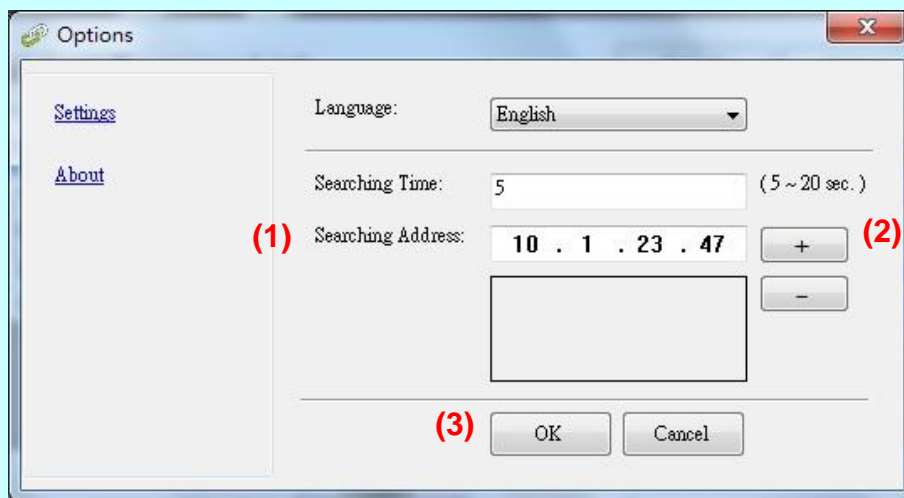 Options
Settings
About
Language:
English
Searching Time:
5
( 5 ~ 20 sec. )
(1)
Searching Address:
10 . 1 . 23 . 47
+
(2)
–
(3)
OK
Cancel